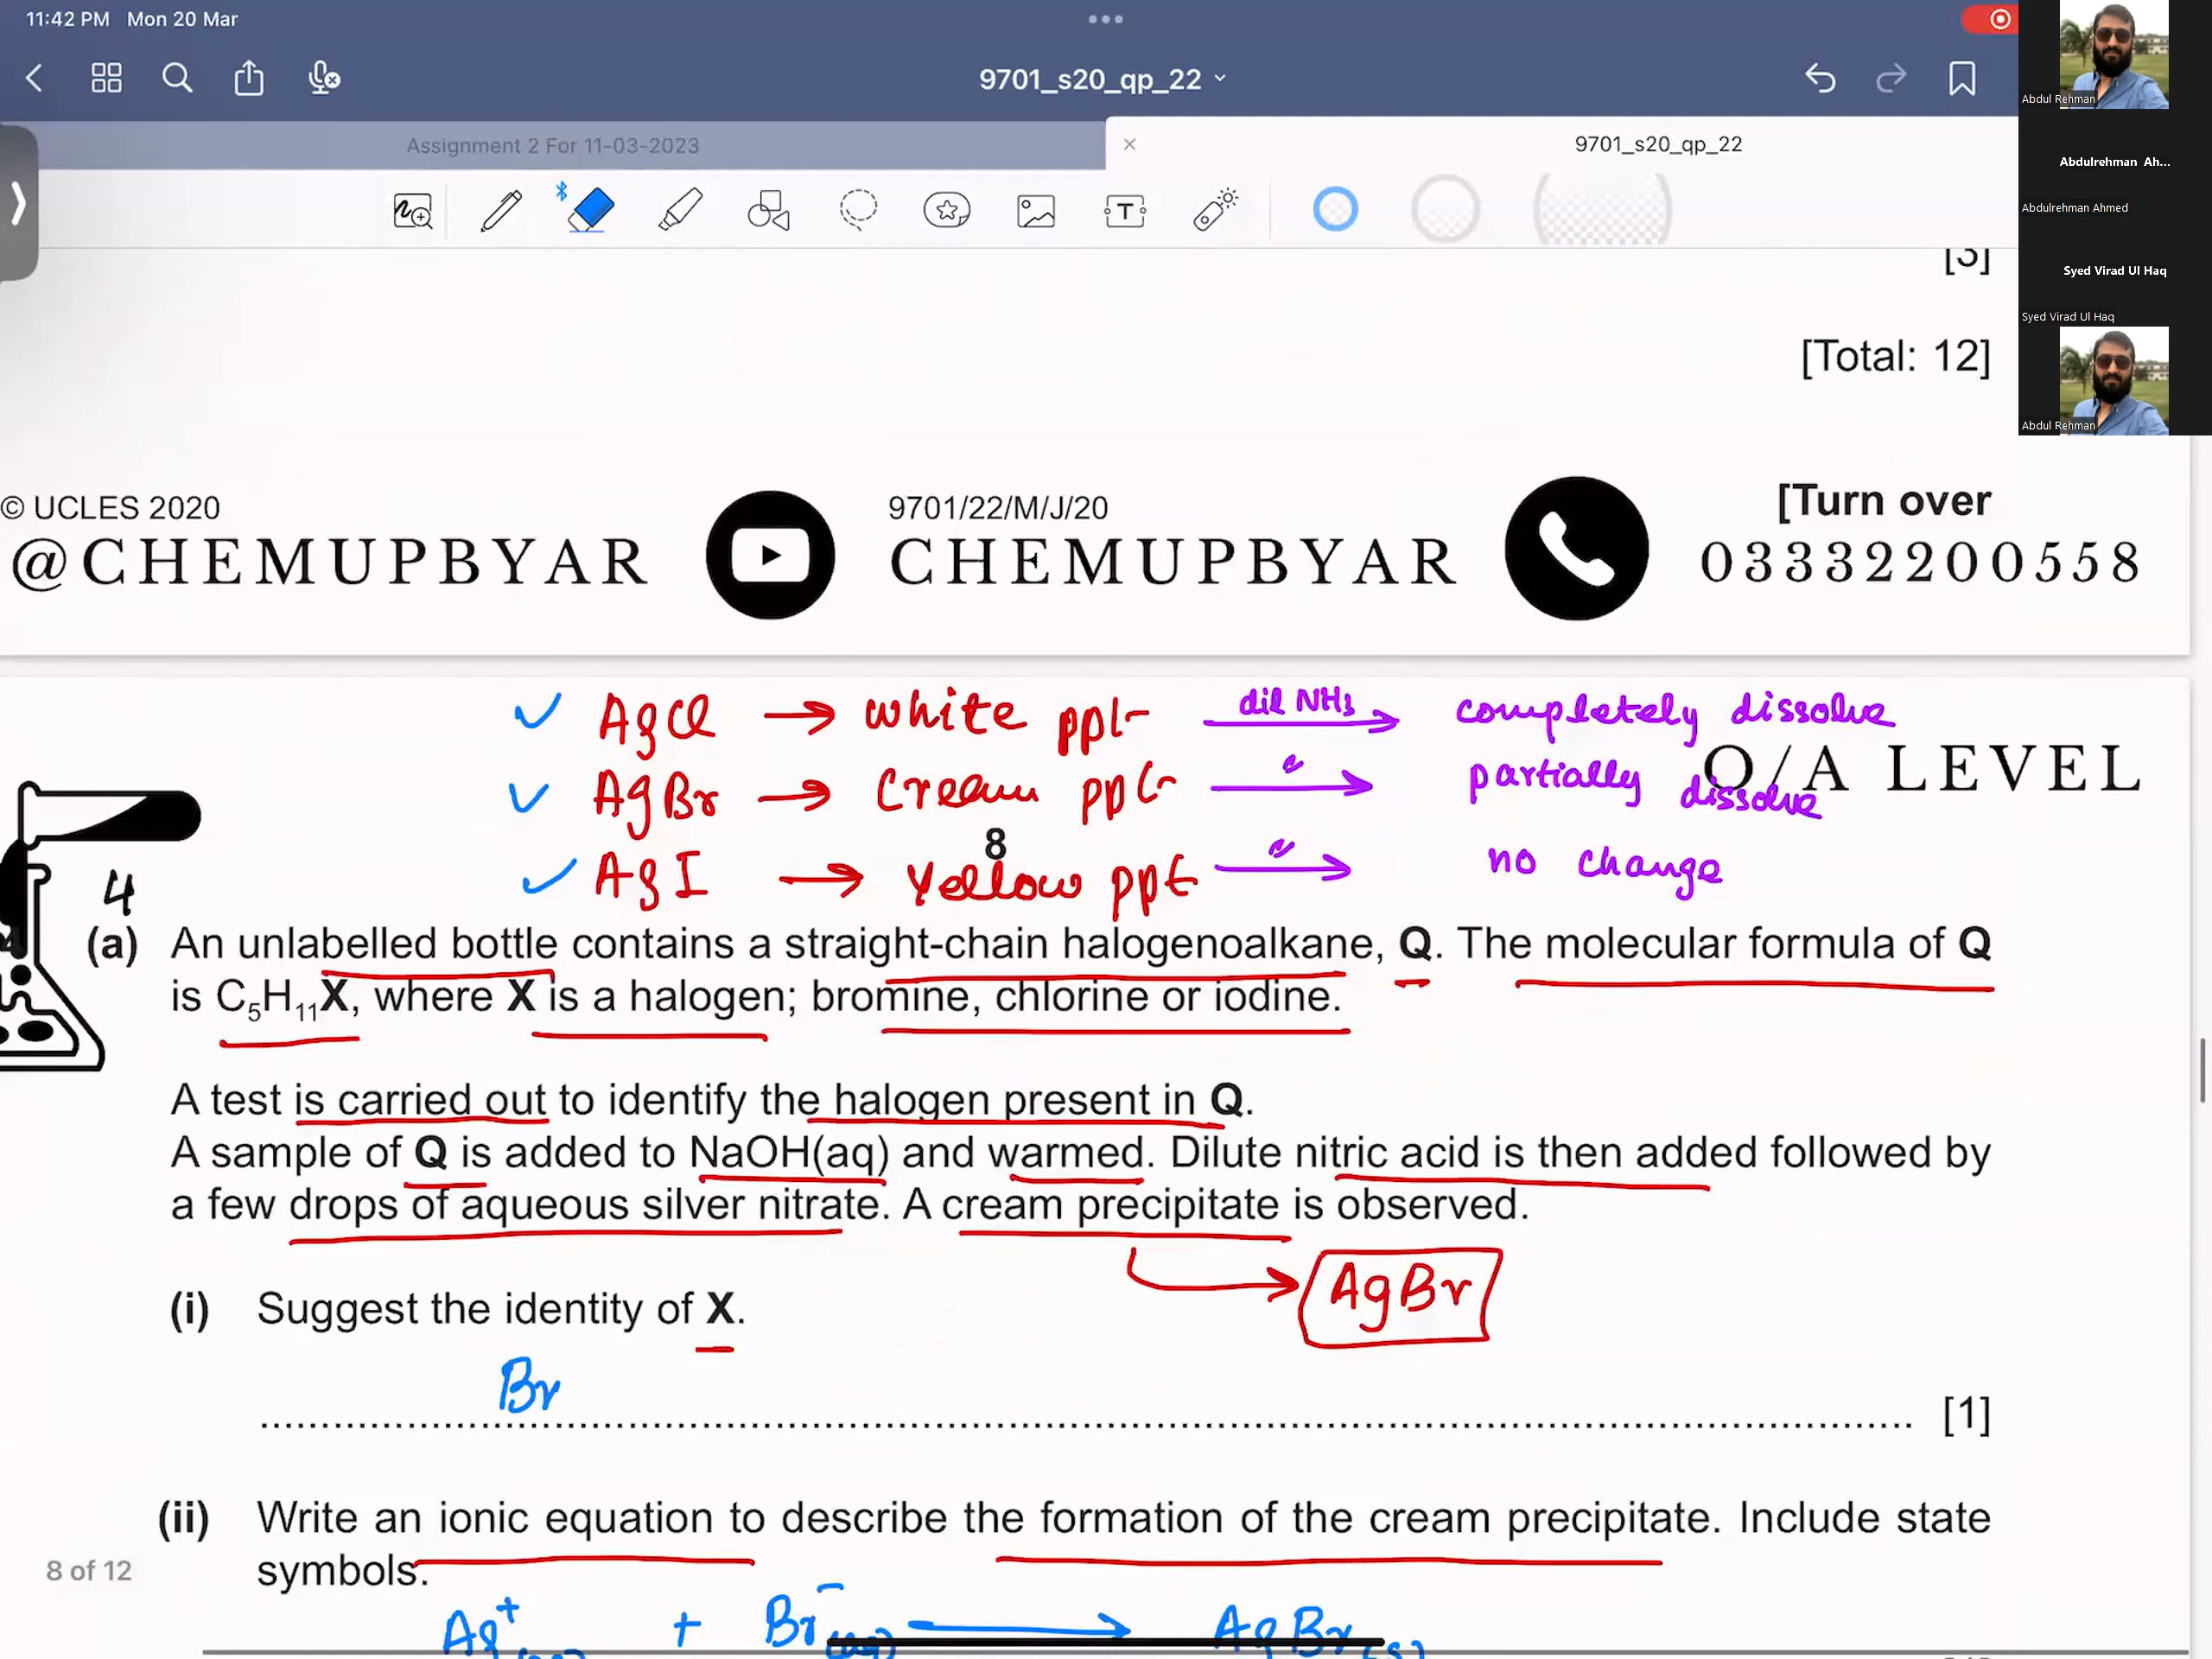 11:42 PM Mon 20 Mar
9701_s20_qp_22
Assignment 2 For 11-03-2023
9701_s20_qp_22
T
Abdul Rehman
Abdulrehman Ah...
Abdulrehman Ahmed
Syed Virad Ul Haq
Syed Virad Ul Haq
Abdul Rehman
[3]
[Total: 12]
© UCLES 2020
9701/22/M/J/20
[Turn over
@CHEMUPBYAR
CHEMUPBYAR
03332200558
AgCl → white ppt dil NH₃ → completely dissolve
O/A LEVEL
AgBr → Cream ppt " → partially dissolve
8
AgI → Yellow ppt " → no change
4
(a) An unlabelled bottle contains a straight-chain halogenoalkane, Q. The molecular formula of Q
is C₅H₁₁X, where X is a halogen; bromine, chlorine or iodine.
A test is carried out to identify the halogen present in Q.
A sample of Q is added to NaOH(aq) and warmed. Dilute nitric acid is then added followed by
a few drops of aqueous silver nitrate. A cream precipitate is observed.
AgBr
(i) Suggest the identity of X.
Br
[1]
(ii) Write an ionic equation to describe the formation of the cream precipitate. Include state
8 of 12
symbols.
Ag⁺ + Br⁻(aq) → AgBr(s)